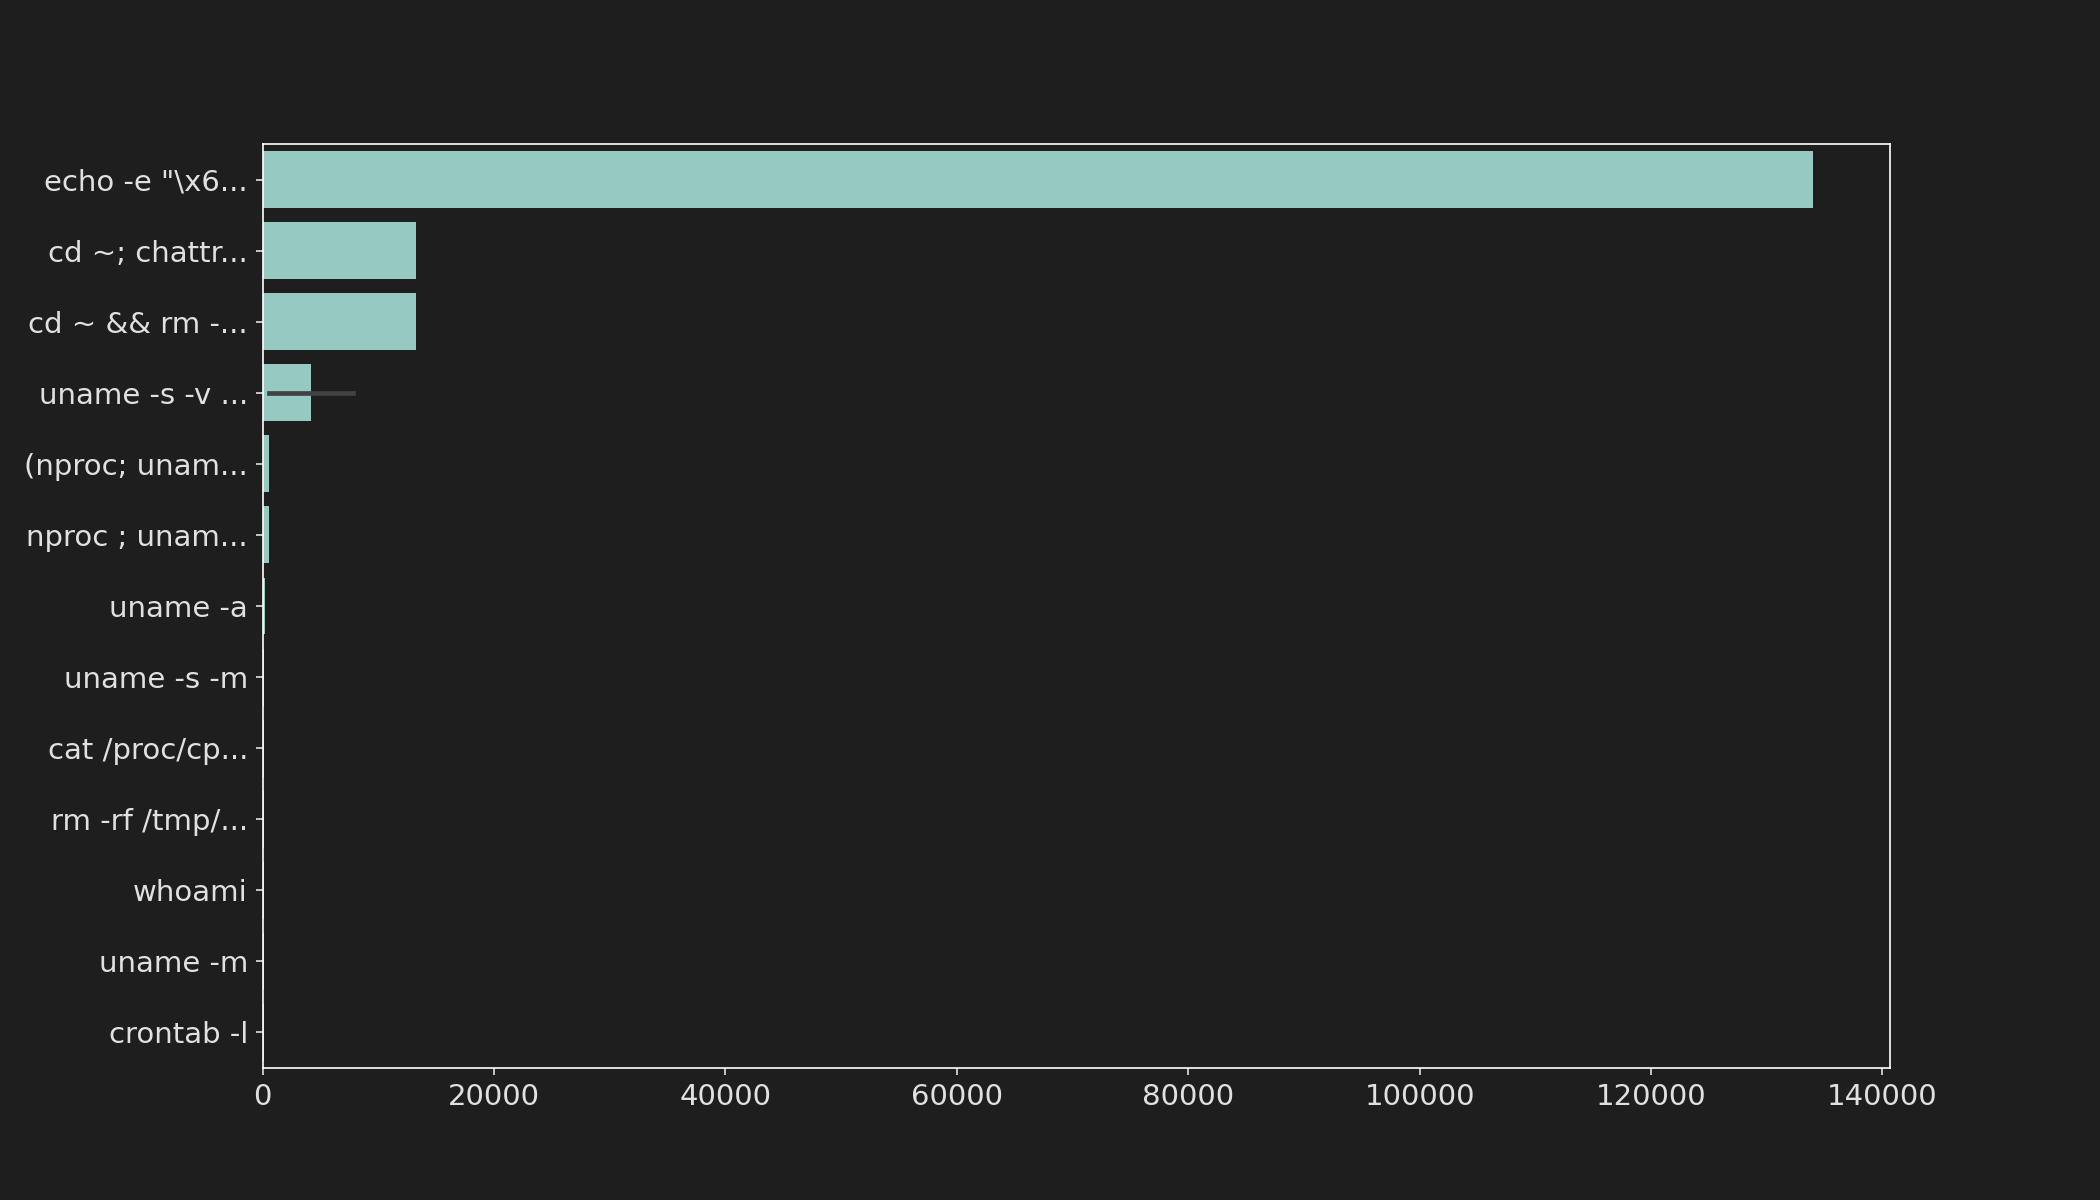 echo -e "\x6...
cd ~; chattr...
cd ~ && rm -...
uname -s -v ...
(nproc; unam...
nproc ; unam...
uname -a
uname -s -m
cat /proc/cp...
rm -rf /tmp/...
whoami
uname -m
crontab -l
0 20000 40000 60000 80000 100000 120000 140000